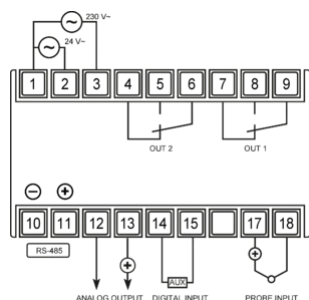 230 V~
24 V~
1 2 3 4 5 6 7 8 9
OUT 2 OUT 1
10 11 12 13 14 15 17 18
RS-485
AUX
ANALOG OUTPUT DIGITAL INPUT PROBE INPUT